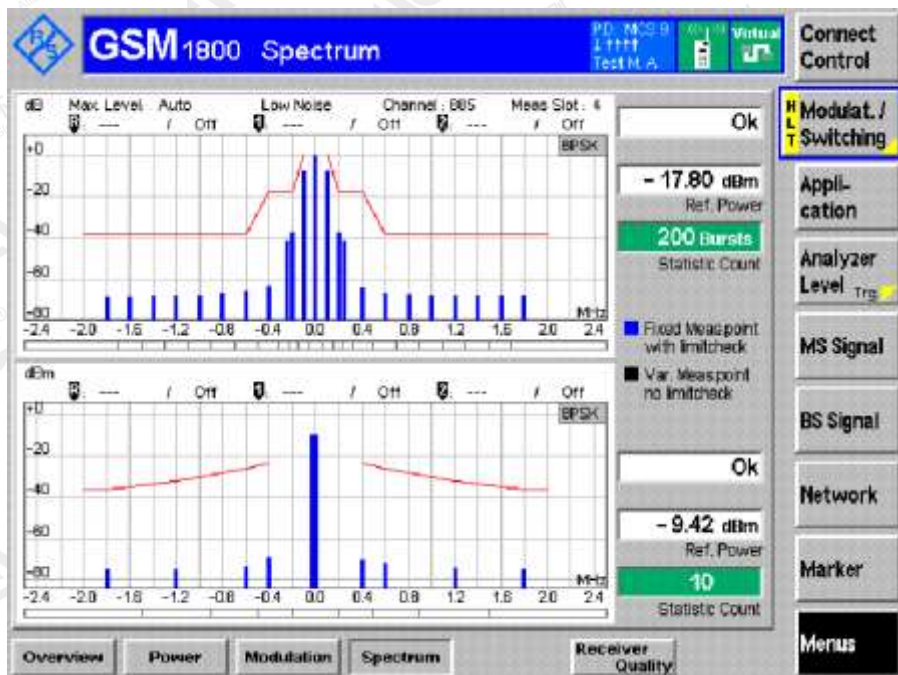 GSM 1800 Spectrum
P.D.: MCS 9
Test M. A
Virtual
Connect Control
dB Max. Level Auto Low Noise Channel : 885 Meas Slot : 4
--- / Off --- / Off --- / Off
8PSK
+0
-20
-40
-60
-80
MHz
-2.4 -2.0 -1.6 -1.2 -0.8 -0.4 0.0 0.4 0.8 1.2 1.6 2.0 2.4
Ok
- 17.80 dBm
Ref. Power
200 Bursts
Statistic Count
Fixed Meas.point
with limitcheck
Var. Meas.point
no limitcheck
dBm
--- / Off --- / Off --- / Off
8PSK
+0
-20
-40
-60
-80
MHz
-2.4 -2.0 -1.6 -1.2 -0.8 -0.4 0.0 0.4 0.8 1.2 1.6 2.0 2.4
Ok
- 9.42 dBm
Ref. Power
10
Statistic Count
HLT
Modulat. /
Switching
Appli-
cation
Analyzer
Level Trg
MS Signal
BS Signal
Network
Marker
Menus
Overview Power Modulation Spectrum Receiver Quality